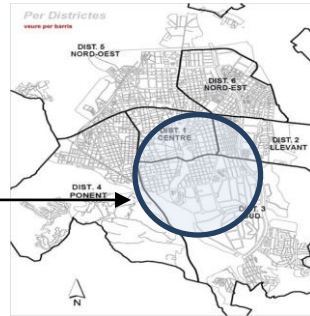 Per Districtes
veure per barris
DIST. 5
NORD-OEST
DIST. 6
NORD-EST
DIST. 1
CENTRE
DIST. 2
LLEVANT
DIST. 4
PONENT
DIST. 3
SUD
N